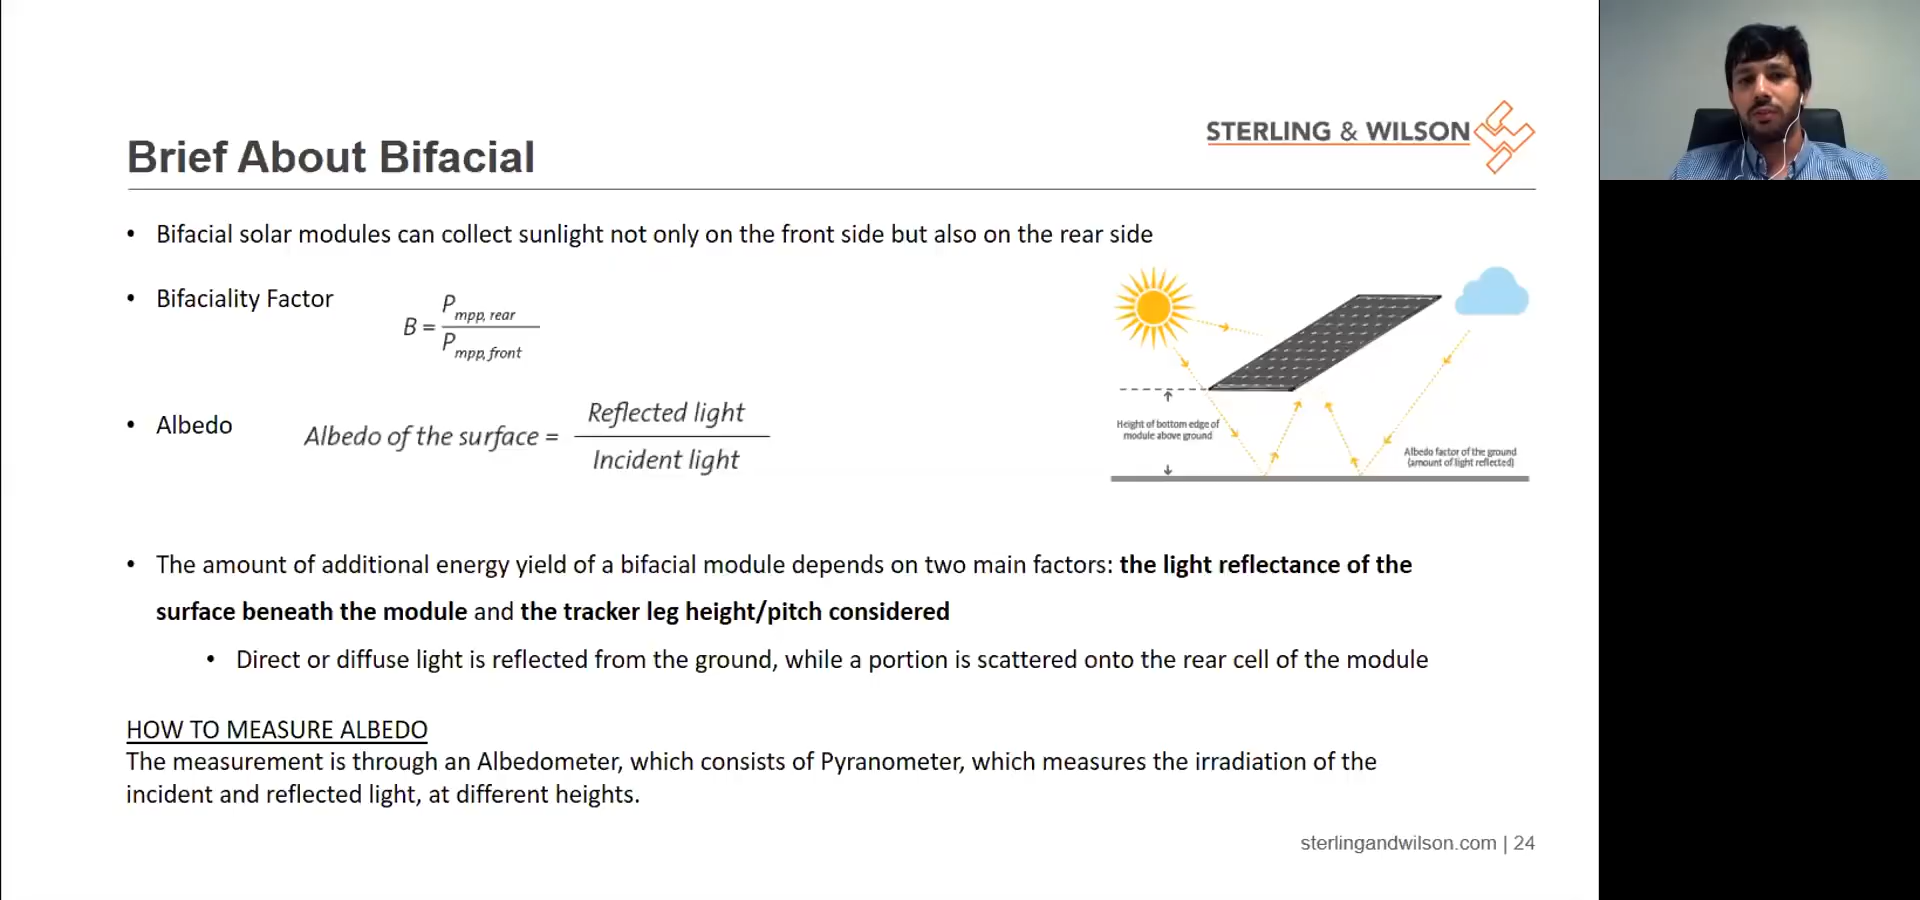 STERLING & WILSON
Brief About Bifacial
• Bifacial solar modules can collect sunlight not only on the front side but also on the rear side
• Bifaciality Factor
B = P mpp, rear / P mpp, front
• Albedo
Albedo of the surface = Reflected light / Incident light
Height of bottom edge of
module above ground
Albedo factor of the ground
(amount of light reflected)
• The amount of additional energy yield of a bifacial module depends on two main factors: the light reflectance of the
surface beneath the module and the tracker leg height/pitch considered
• Direct or diffuse light is reflected from the ground, while a portion is scattered onto the rear cell of the module
HOW TO MEASURE ALBEDO
The measurement is through an Albedometer, which consists of Pyranometer, which measures the irradiation of the
incident and reflected light, at different heights.
sterlingandwilson.com | 24